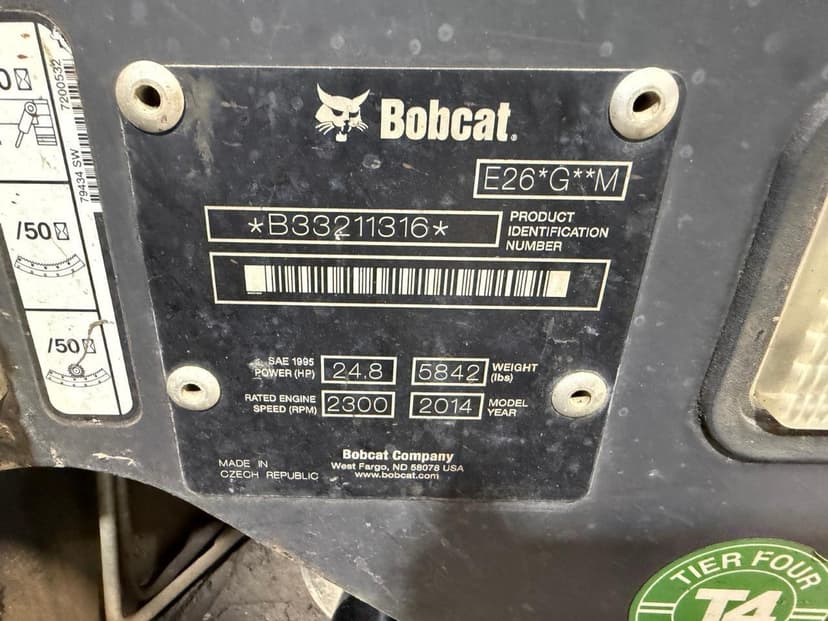 Bobcat.
E26*G**M
*B33211316*
PRODUCT
IDENTIFICATION
NUMBER
SAE 1995
POWER (HP)
24.8
5842
WEIGHT
(lbs)
RATED ENGINE
SPEED (RPM)
2300
2014
MODEL
YEAR
Bobcat Company
West Fargo, ND 58078 USA
www.bobcat.com
MADE IN
CZECH REPUBLIC
7200532
79434 SW
/50
/50
TIER FOUR
T4